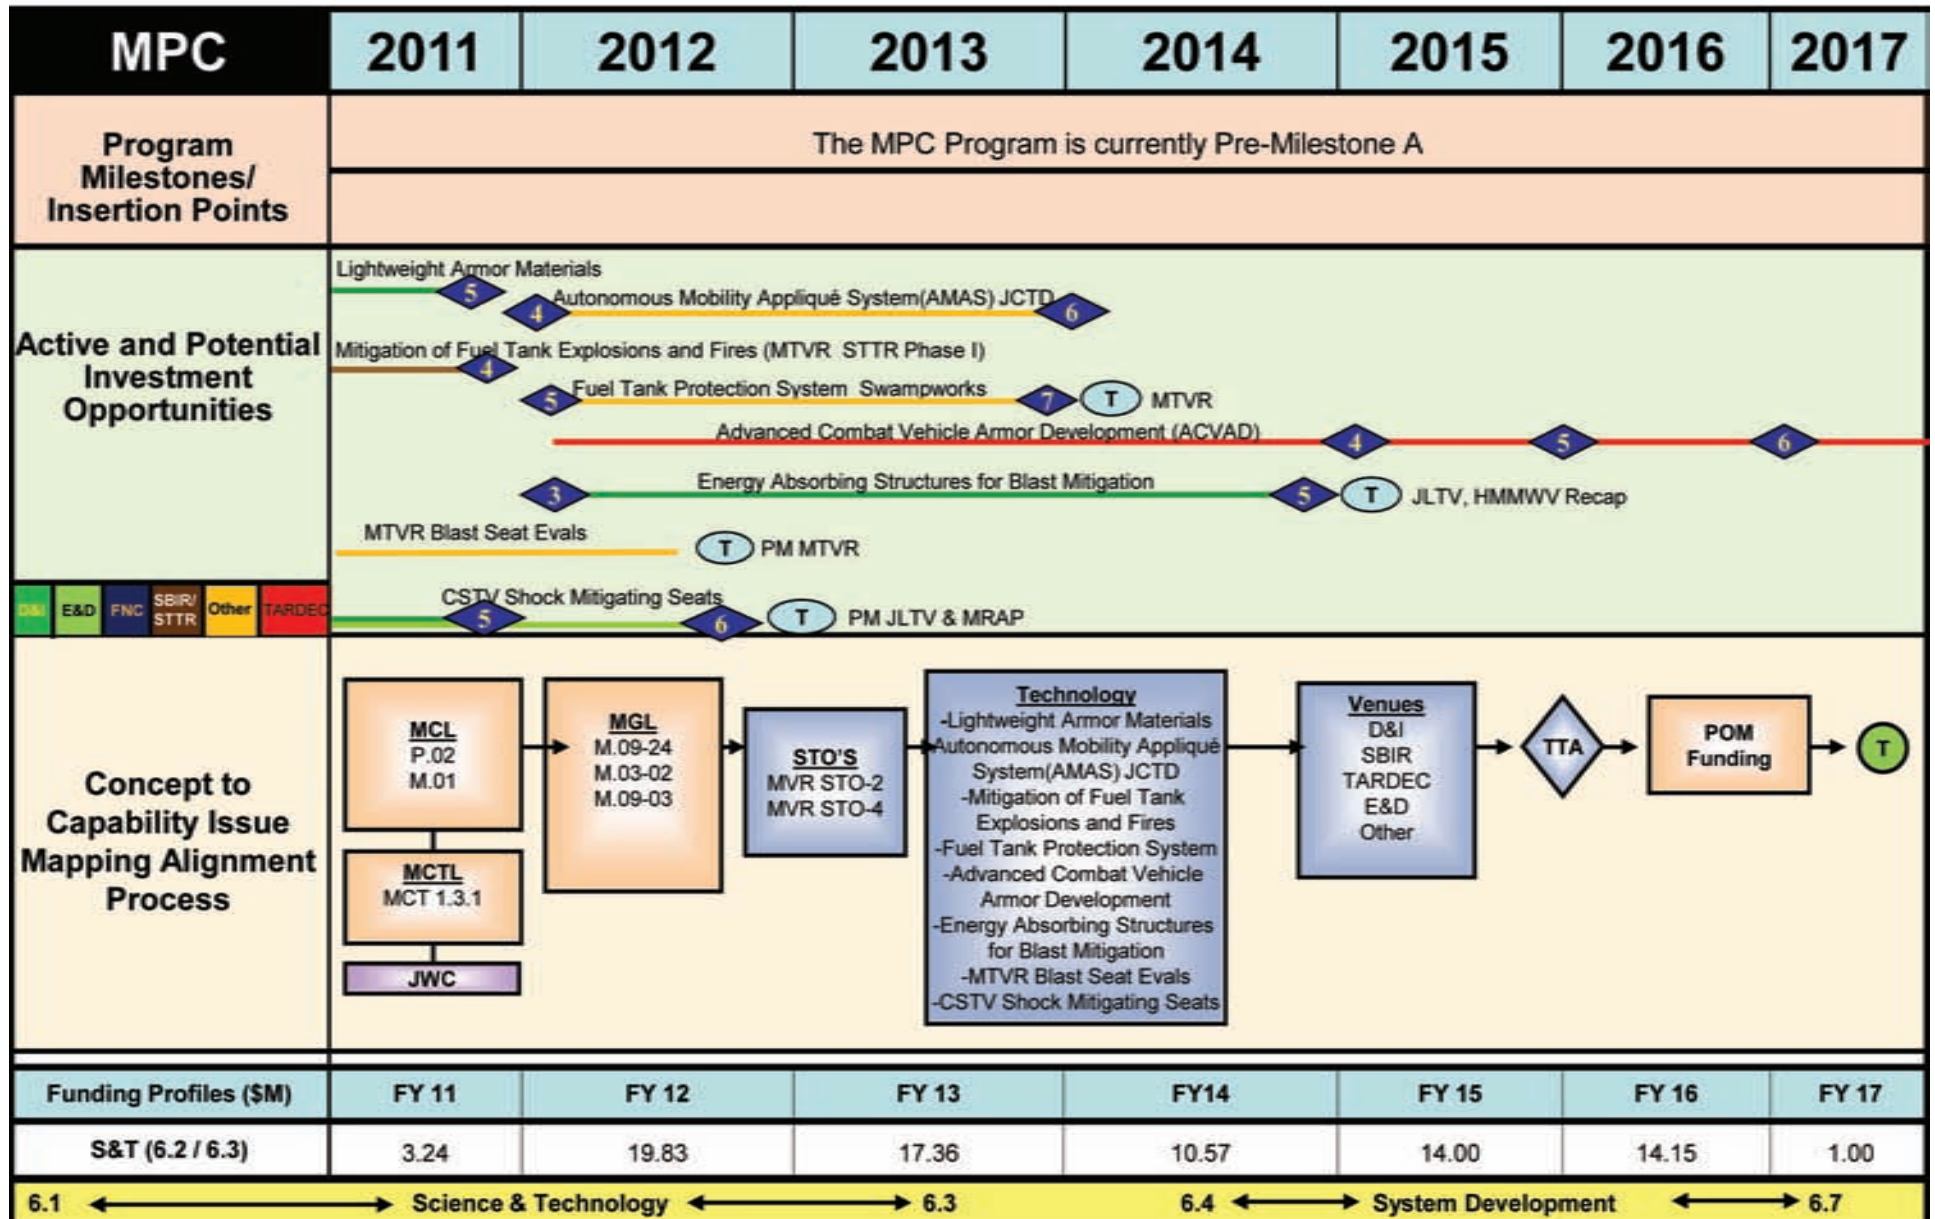 MPC 2011 2012 2013 2014 2015 2016 2017
Program
Milestones/
Insertion Points
The MPC Program is currently Pre-Milestone A
Active and Potential
Investment
Opportunities
Lightweight Armor Materials
5
Autonomous Mobility Appliqué System(AMAS) JCTD
4 6
Mitigation of Fuel Tank Explosions and Fires (MTVR STTR Phase I)
4
Fuel Tank Protection System Swampworks
5 7 T MTVR
Advanced Combat Vehicle Armor Development (ACVAD)
4 5 6
Energy Absorbing Structures for Blast Mitigation
3 5 T JLTV, HMMWV Recap
MTVR Blast Seat Evals
T PM MTVR
CSTV Shock Mitigating Seats
5 6 T PM JLTV & MRAP
D&I E&D FNC SBIR/
STTR Other TARDEC
Concept to
Capability Issue
Mapping Alignment
Process
MCL
P.02
M.01
MCTL
MCT 1.3.1
JWC
MGL
M.09-24
M.03-02
M.09-03
STO'S
MVR STO-2
MVR STO-4
Technology
-Lightweight Armor Materials
Autonomous Mobility Appliqué
System(AMAS) JCTD
-Mitigation of Fuel Tank
Explosions and Fires
-Fuel Tank Protection System
-Advanced Combat Vehicle
Armor Development
-Energy Absorbing Structures
for Blast Mitigation
-MTVR Blast Seat Evals
-CSTV Shock Mitigating Seats
Venues
D&I
SBIR
TARDEC
E&D
Other
TTA
POM
Funding
T
Funding Profiles ($M) FY 11 FY 12 FY 13 FY14 FY 15 FY 16 FY 17
S&T (6.2 / 6.3) 3.24 19.83 17.36 10.57 14.00 14.15 1.00
6.1 Science & Technology 6.3 6.4 System Development 6.7